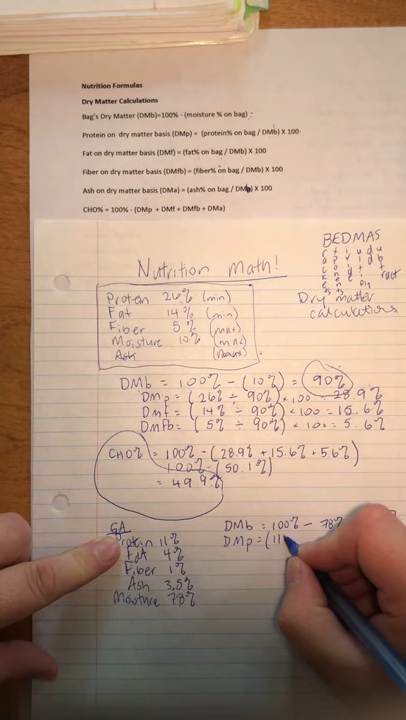 Nutrition Formulas
Dry Matter Calculations
Bag's Dry Matter (DMb)=100% - (moisture % on bag)
Protein on dry matter basis (DMp) = (protein% on bag / DMb) X 100
Fat on dry matter basis (DMf) = (fat% on bag / DMb) X 100
Fiber on dry matter basis (DMfb) = (fiber% on bag / DMb) X 100
Ash on dry matter basis (DMa) = (ash% on bag / DMb) X 100
CHO% = 100% - (DMp + DMf + DMfb + DMa)
BEDMAS
Nutrition Math!
Dry matter
calculations
Protein 26% (min)
Fat 14% (min)
Fiber 5% (max)
Moisture 10% (max)
Ash
DMb = 100% - (10%) = 90%
DMp = (26% ÷ 90%) × 100 = 28.9%
DMf = (14% ÷ 90%) × 100 = 15.6%
DMfb = (5% ÷ 90%) × 100 = 5.6%
CHO% = 100% - (28.9% + 15.6% + 5.6%)
100% - (50.1%)
= 49.9%
GA
Protein 11%
Fat 4%
Fiber 1%
Ash 3.5%
Moisture 78%
DMb = 100% - 78%
DMp = (11